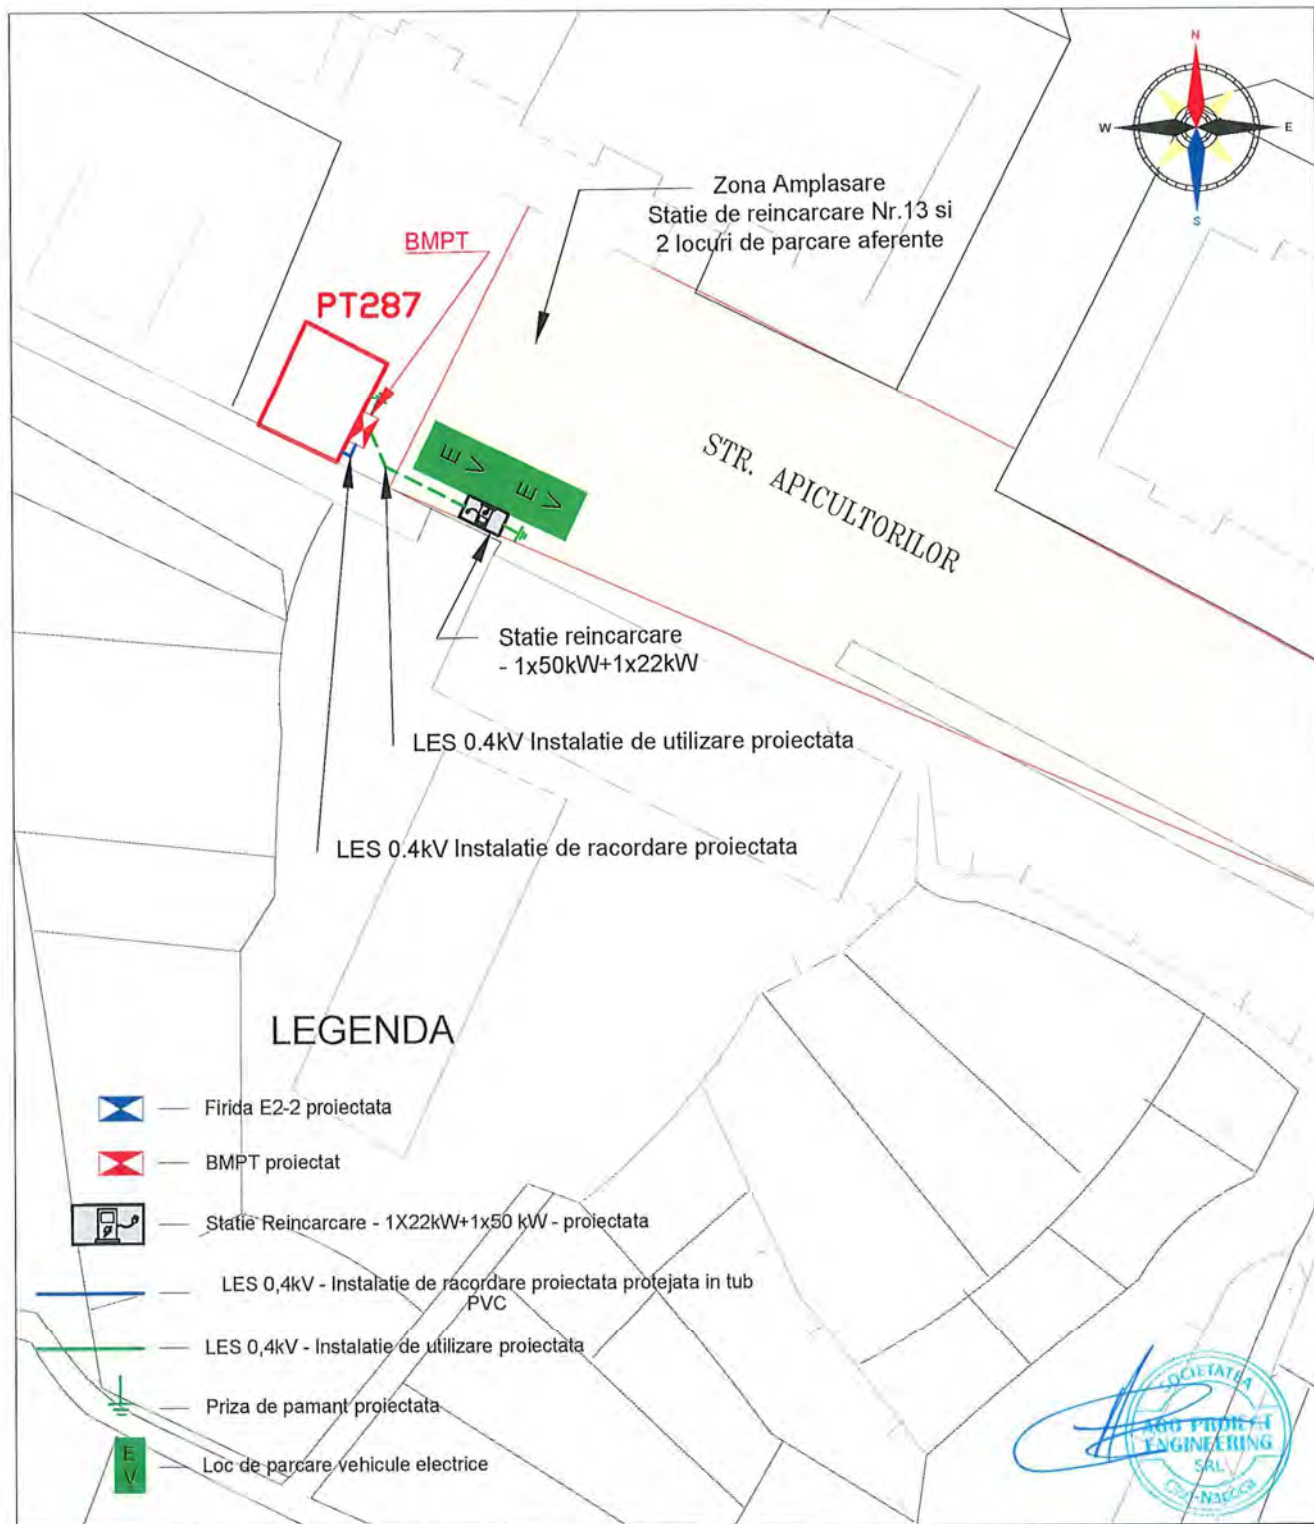 N
W E
S
Zona Amplasare
Statie de reincarcare Nr.13 si
2 locuri de parcare aferente
BMPT
PT287
E V
E V
STR. APICULTORILOR
Statie reincarcare
- 1x50kW+1x22kW
LES 0.4kV Instalatie de utilizare proiectata
LES 0.4kV Instalatie de racordare proiectata
LEGENDA
Firida E2-2 proiectata
BMPT proiectat
Statie Reincarcare - 1X22kW+1x50 kW - proiectata
LES 0,4kV - Instalatie de racordare proiectata protejata in tub
PVC
LES 0,4kV - Instalatie de utilizare proiectata
Priza de pamant proiectata
E V
Loc de parcare vehicule electrice
SOCIETATEA
PROIECT
ENGINEERING
SRL
Cluj-Napoca